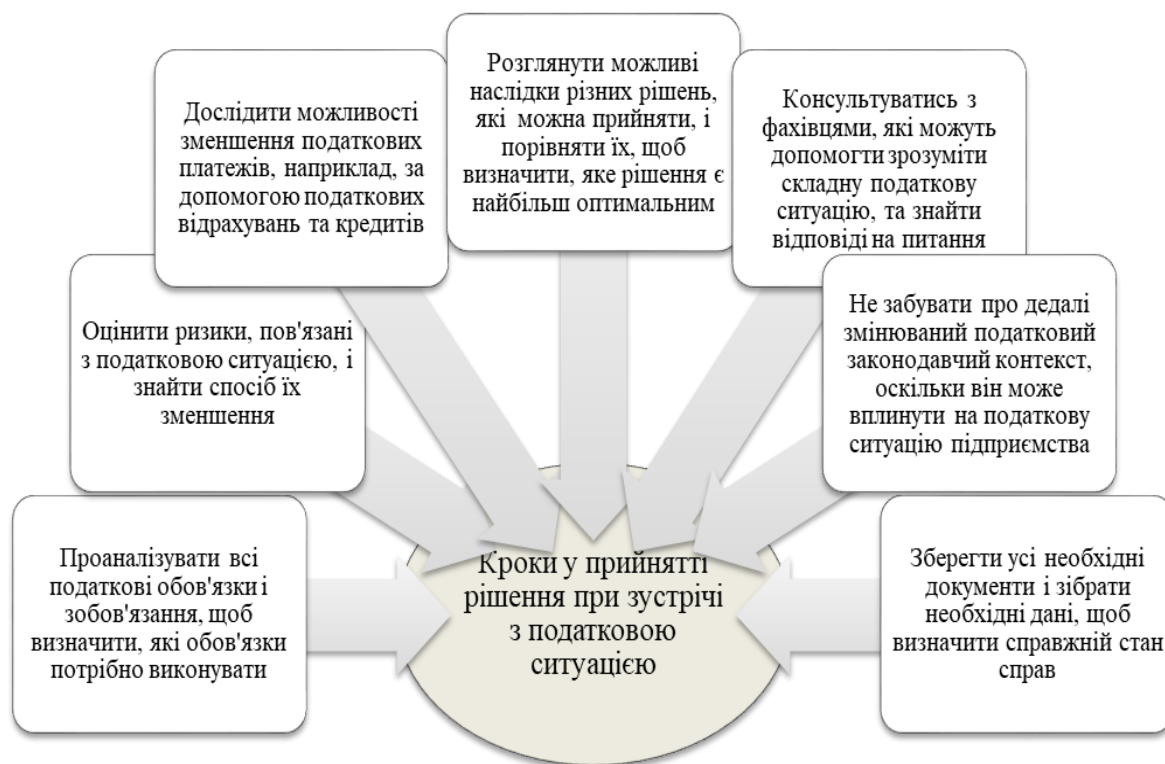 Розглянути можливі
наслідки різних рішень,
які можна прийняти, і
порівняти їх, щоб
визначити, яке рішення є
найбільш оптимальним
Дослідити можливості
зменшення податкових
платежів, наприклад, за
допомогою податкових
відрахувань та кредитів
Консультуватись з
фахівцями, які можуть
допомогти зрозуміти
складну податкову
ситуацію, та знайти
відповіді на питання
Оцінити ризики, пов'язані
з податковою ситуацією, і
знайти спосіб їх
зменшення
Не забувати про дедалі
змінюваний податковий
законодавчий контекст,
оскільки він може
вплинути на податкову
ситуацію підприємства
Проаналізувати всі
податкові обов'язки і
зобов'язання, щоб
визначити, які обов'язки
потрібно виконувати
Кроки у прийнятті
рішення при зустрічі
з податковою
ситуацією
Зберегти усі необхідні
документи і зібрати
необхідні дані, щоб
визначити справжній стан
справ